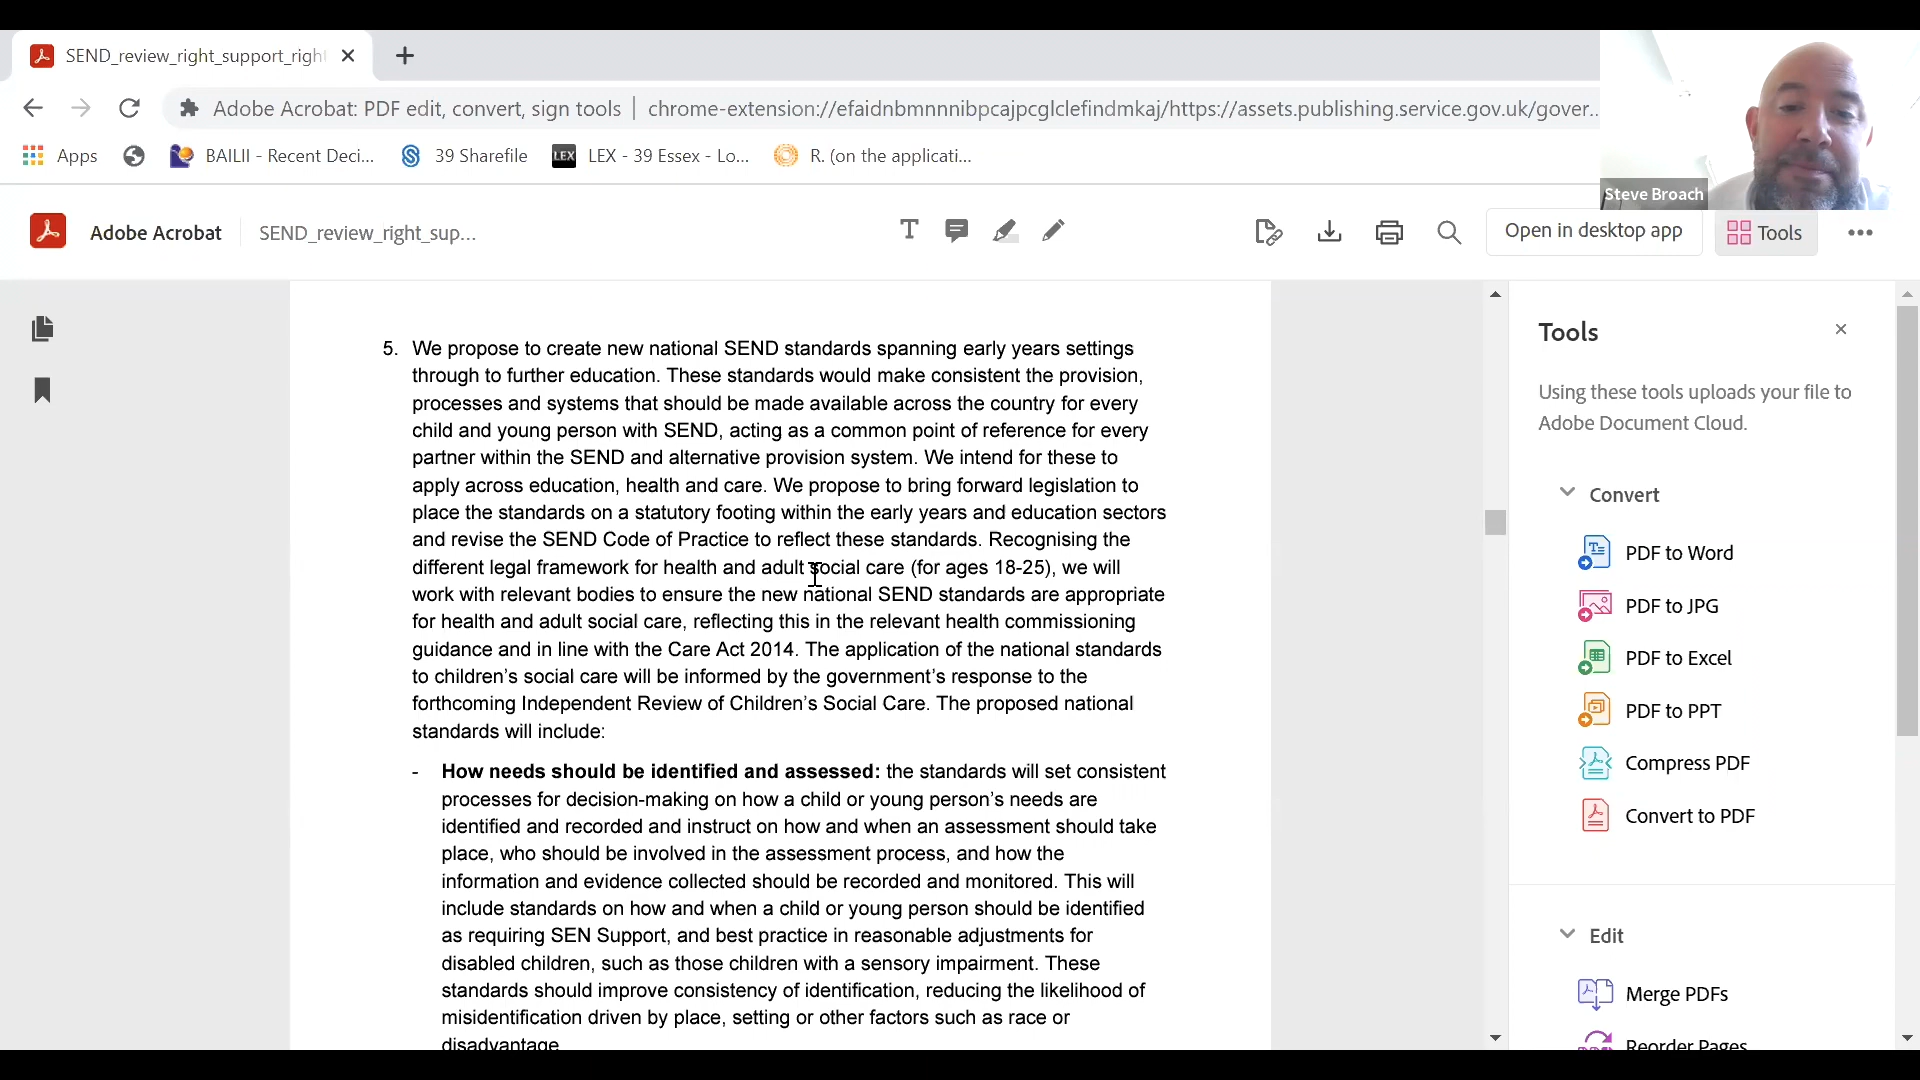 SEND_review_right_support_right
Adobe Acrobat: PDF edit, convert, sign tools
chrome-extension://efaidnbmnnnibpcajpcglclefindmkaj/https://assets.publishing.service.gov.uk/gover...
Apps
BAILII - Recent Deci...
39 Sharefile
LEX
LEX - 39 Essex - Lo...
R. (on the applicati...
Steve Broach
Adobe Acrobat
SEND_review_right_sup...
T
Open in desktop app
Tools
5. We propose to create new national SEND standards spanning early years settings
through to further education. These standards would make consistent the provision,
processes and systems that should be made available across the country for every
child and young person with SEND, acting as a common point of reference for every
partner within the SEND and alternative provision system. We intend for these to
apply across education, health and care. We propose to bring forward legislation to
place the standards on a statutory footing within the early years and education sectors
and revise the SEND Code of Practice to reflect these standards. Recognising the
different legal framework for health and adult social care (for ages 18-25), we will
work with relevant bodies to ensure the new national SEND standards are appropriate
for health and adult social care, reflecting this in the relevant health commissioning
guidance and in line with the Care Act 2014. The application of the national standards
to children's social care will be informed by the government's response to the
forthcoming Independent Review of Children's Social Care. The proposed national
standards will include:
- How needs should be identified and assessed: the standards will set consistent
processes for decision-making on how a child or young person's needs are
identified and recorded and instruct on how and when an assessment should take
place, who should be involved in the assessment process, and how the
information and evidence collected should be recorded and monitored. This will
include standards on how and when a child or young person should be identified
as requiring SEN Support, and best practice in reasonable adjustments for
disabled children, such as those children with a sensory impairment. These
standards should improve consistency of identification, reducing the likelihood of
misidentification driven by place, setting or other factors such as race or
disadvantage
Tools
Using these tools uploads your file to
Adobe Document Cloud.
Convert
PDF to Word
PDF to JPG
PDF to Excel
PDF to PPT
Compress PDF
Convert to PDF
Edit
Merge PDFs
Reorder Pages